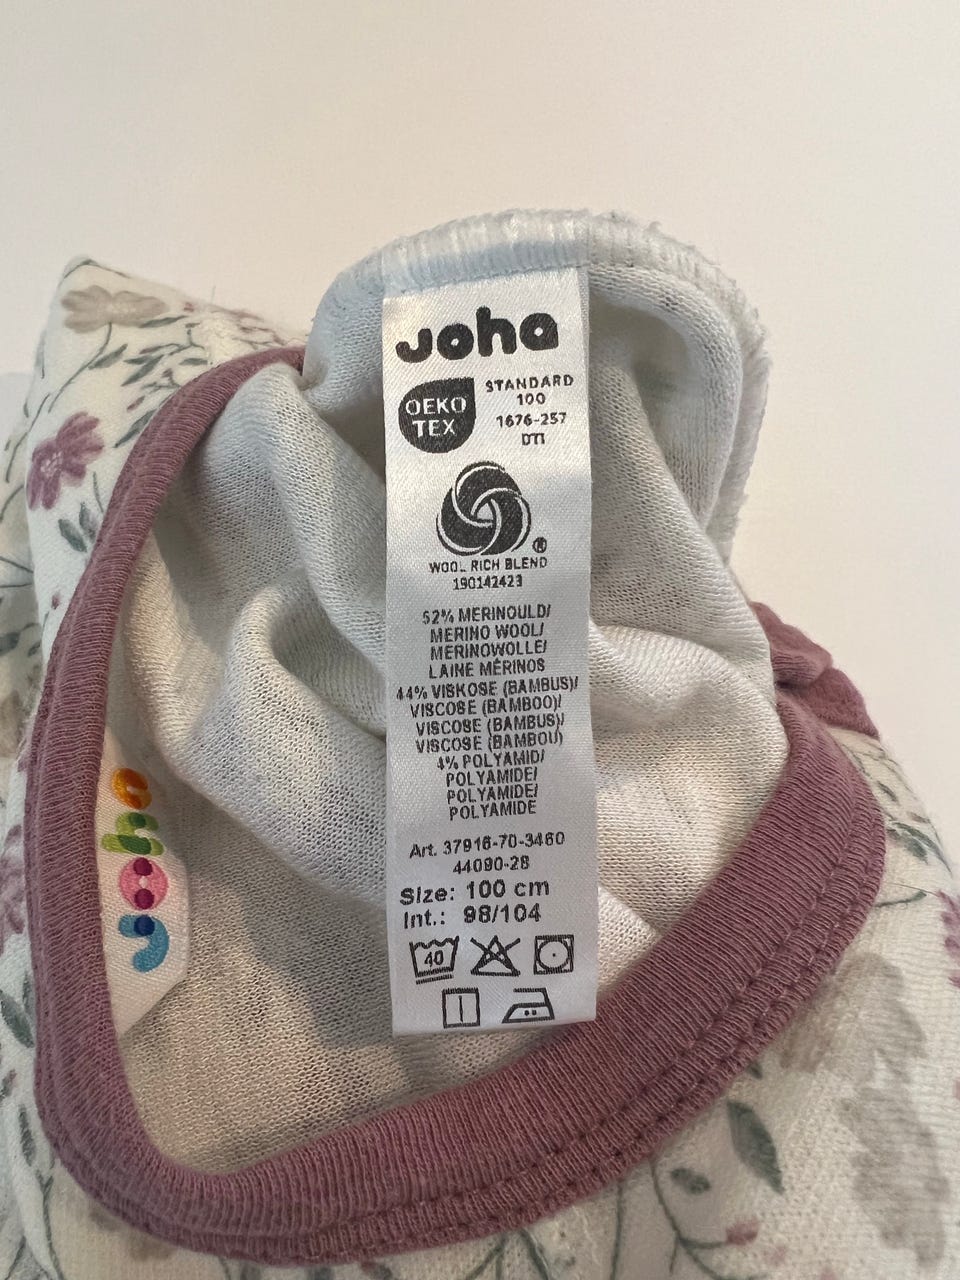 Joha
OEKO
TEX
STANDARD
100
1676-257
DTI
®
WOOL RICH BLEND
190142423
52% MERINOULD/
MERINO WOOL/
MERINOWOLLE/
LAINE MÉRINOS
44% VISKOSE (BAMBUS)/
VISCOSE (BAMBOO)/
VISCOSE (BAMBUS)/
VISCOSE (BAMBOU)
4% POLYAMID/
POLYAMIDE/
POLYAMIDE/
POLYAMIDE
Art. 37916-70-3460
44090-28
Size: 100 cm
Int.: 98/104
40
joha